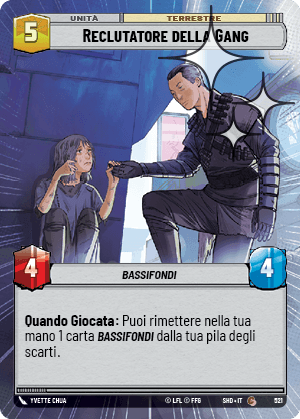 5
UNITÀ
TERRESTRE
RECLUTATORE DELLA GANG
4
4
BASSIFONDI
Quando Giocata: Puoi rimettere nella tua
mano 1 carta BASSIFONDI dalla tua pila degli
scarti.
YVETTE CHUA
© LFL © FFG
SHD • IT
521